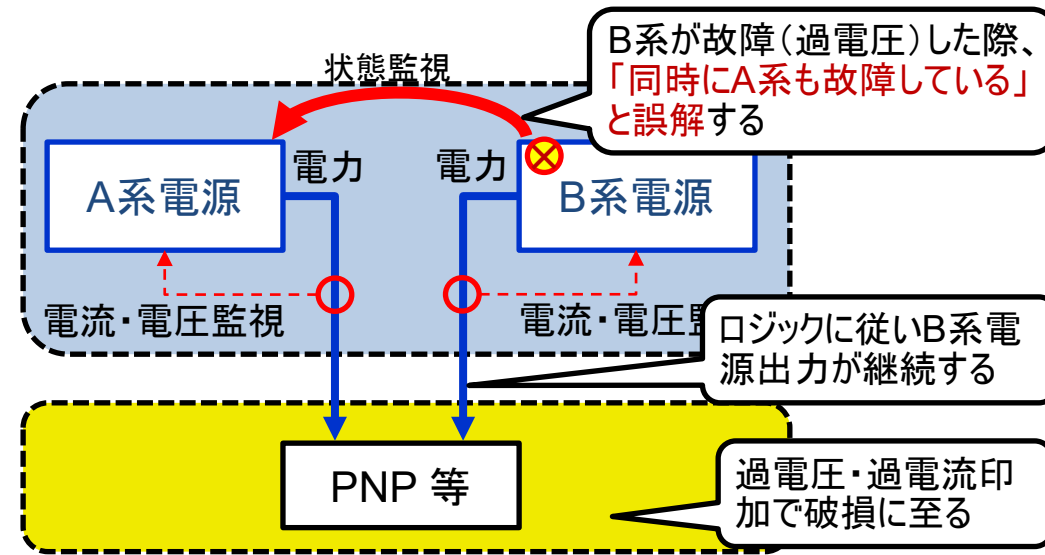 B系が故障(過電圧)した際、
「同時にA系も故障している」
と誤解する
状態監視
電力
電力
A系電源
B系電源
電流・電圧監視
電流・電圧
ロジックに従いB系電
源出力が継続する
PNP 等
過電圧・過電流印
加で破損に至る